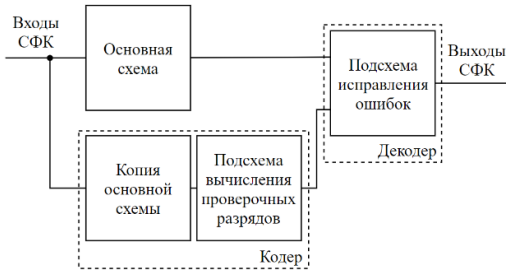 Входы
СФК
Основная
схема
Подсхема
исправления
ошибок
Выходы
СФК
Декодер
Копия
основной
схемы
Подсхема
вычисления
проверочных
разрядов
Кодер